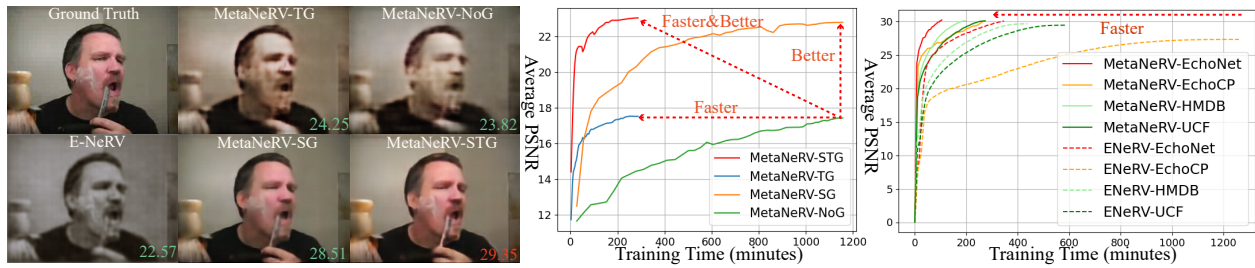 Ground Truth
MetaNeRV-TG
MetaNeRV-NoG
24.25
23.82
E-NeRV
MetaNeRV-SG
MetaNeRV-STG
22.57
28.51
29.35
Average PSNR
22
20
18
16
14
12
Faster&Better
Better
Faster
MetaNeRV-STG
MetaNeRV-TG
MetaNeRV-SG
MetaNeRV-NoG
0 200 400 600 800 1000 1200
Training Time (minutes)
Average PSNR
30
25
20
15
10
5
0
Faster
MetaNeRV-EchoNet
MetaNeRV-EchoCP
MetaNeRV-HMDB
MetaNeRV-UCF
ENeRV-EchoNet
ENeRV-EchoCP
ENeRV-HMDB
ENeRV-UCF
0 200 400 600 800 1000 1200
Training Time (minutes)